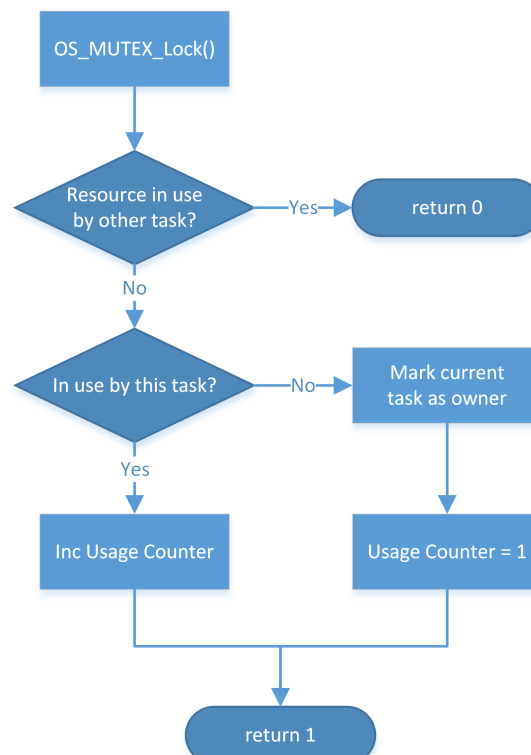 OS_MUTEX_Lock()
Resource in use
by other task?
Yes
return 0
No
In use by this task?
No
Mark current
task as owner
Yes
Inc Usage Counter
Usage Counter = 1
return 1